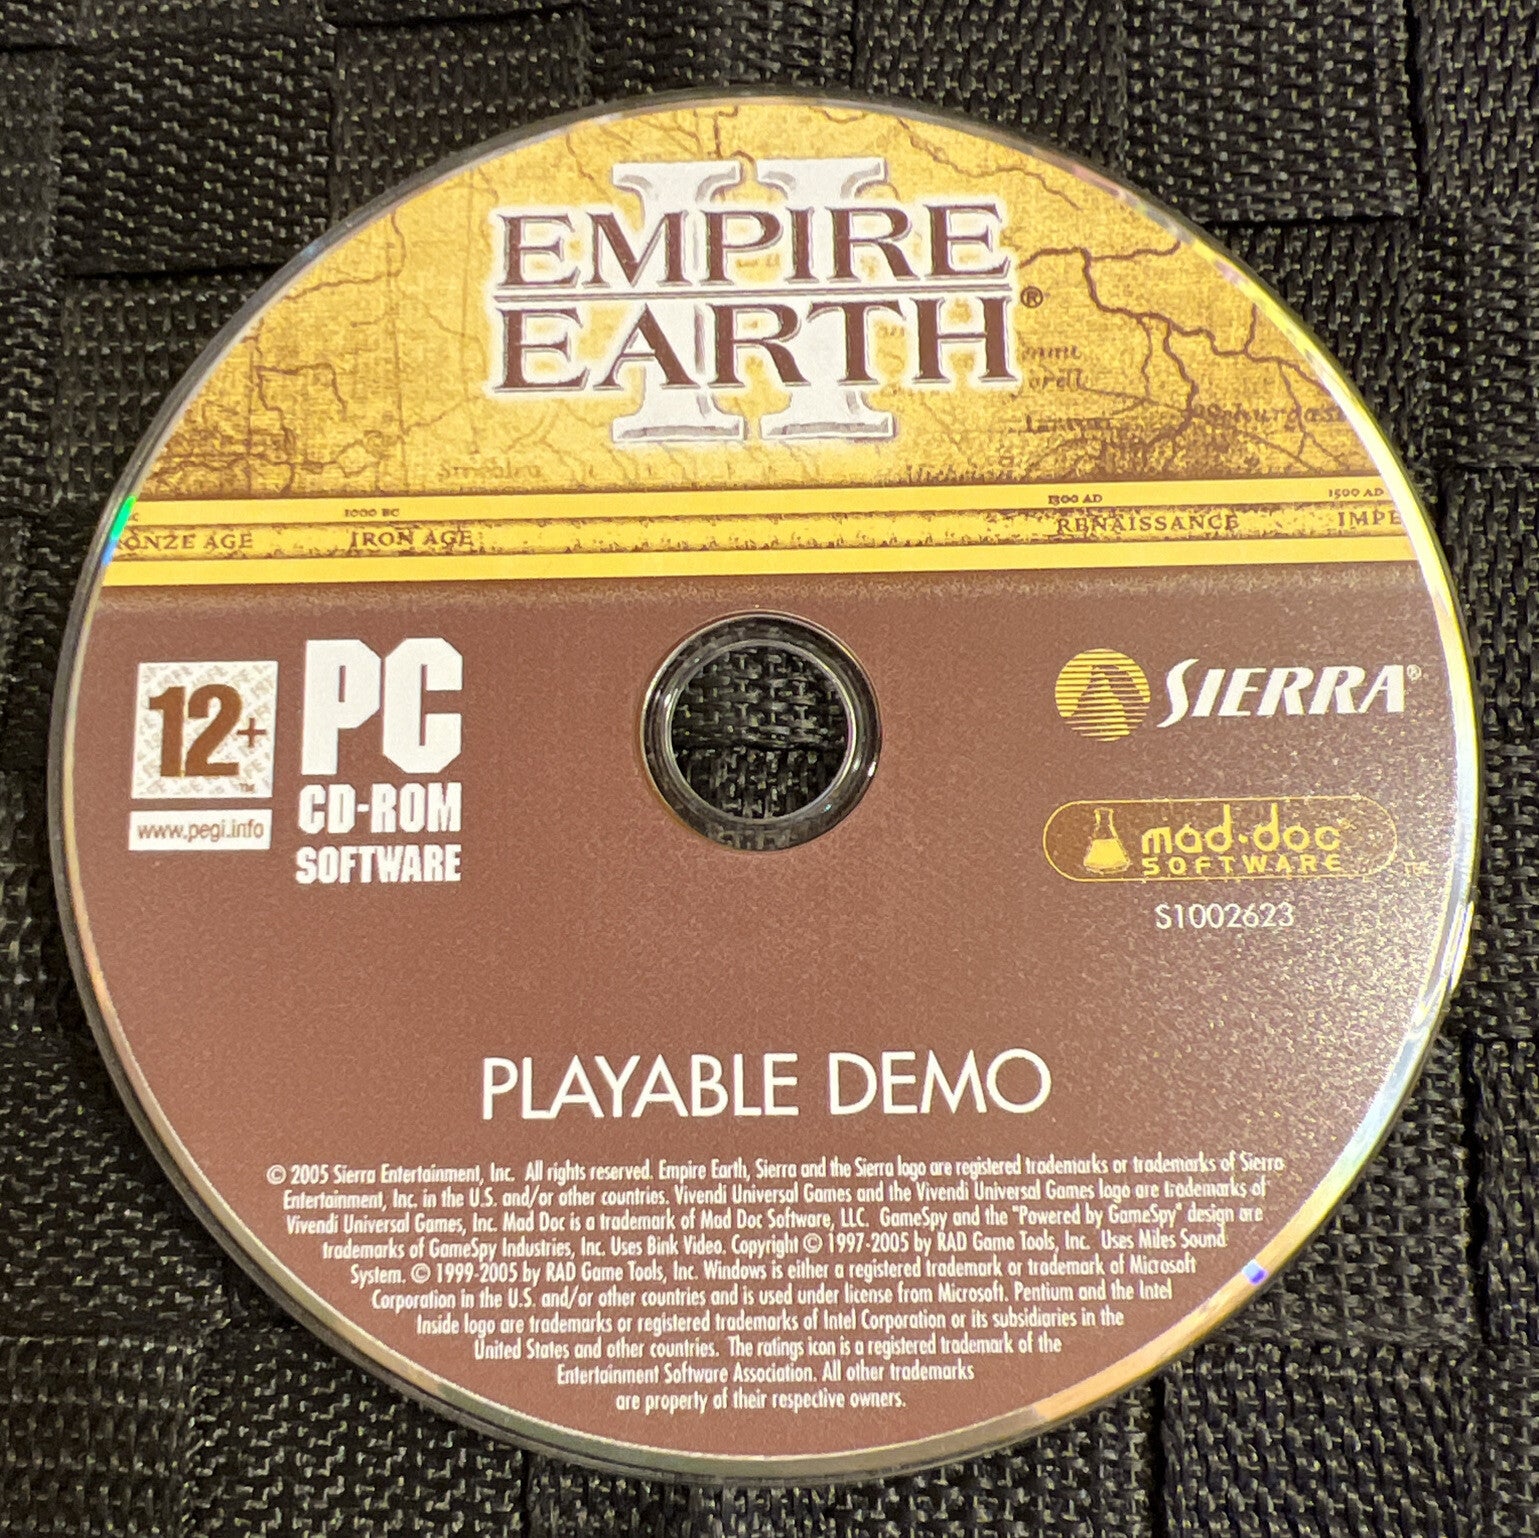 II
EMPIRE
EARTH®
1300 AD
1500 AD
1000 BC
ONZE AGE
IRON AGE
RENAISSANCE
IMPE
12+
TM
www.pegi.info
PC
CD-ROM
SOFTWARE
SIERRA®
mad.doc
SOFTWARE
TM
S1002623
PLAYABLE DEMO
© 2005 Sierra Entertainment, Inc. All rights reserved. Empire Earth, Sierra and the Sierra logo are registered trademarks or trademarks of Sierra
Entertainment, Inc. in the U.S. and/or other countries. Vivendi Universal Games and the Vivendi Universal Games logo are trademarks of
Vivendi Universal Games, Inc. Mad Doc is a trademark of Mad Doc Software, LLC. GameSpy and the "Powered by GameSpy" design are
trademarks of GameSpy Industries, Inc. Uses Bink Video. Copyright © 1997-2005 by RAD Game Tools, Inc. Uses Miles Sound
System. © 1999-2005 by RAD Game Tools, Inc. Windows is either a registered trademark or trademark of Microsoft
Corporation in the U.S. and/or other countries and is used under license from Microsoft. Pentium and the Intel
Inside logo are trademarks or registered trademarks of Intel Corporation or its subsidiaries in the
United States and other countries. The ratings icon is a registered trademark of the
Entertainment Software Association. All other trademarks
are property of their respective owners.